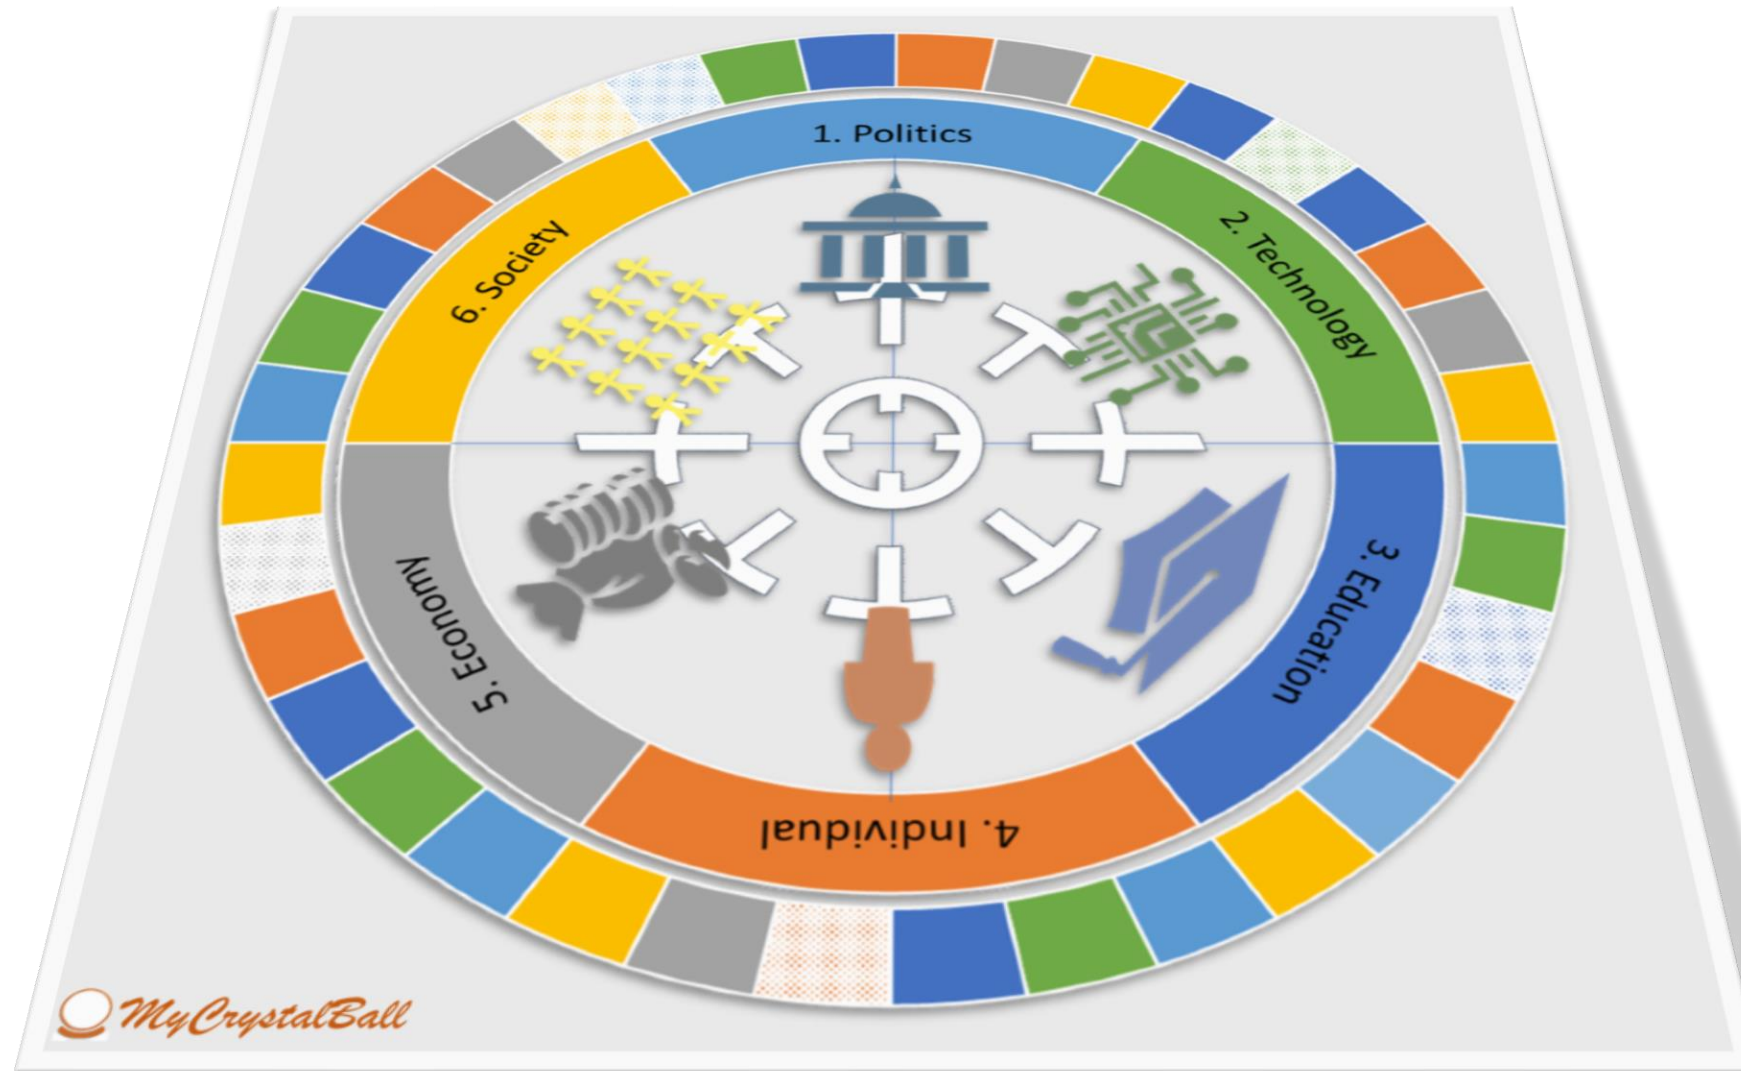 1. Politics
2. Technology
3. Education
4. Individual
5. Economy
6. Society
MyCrystalBall